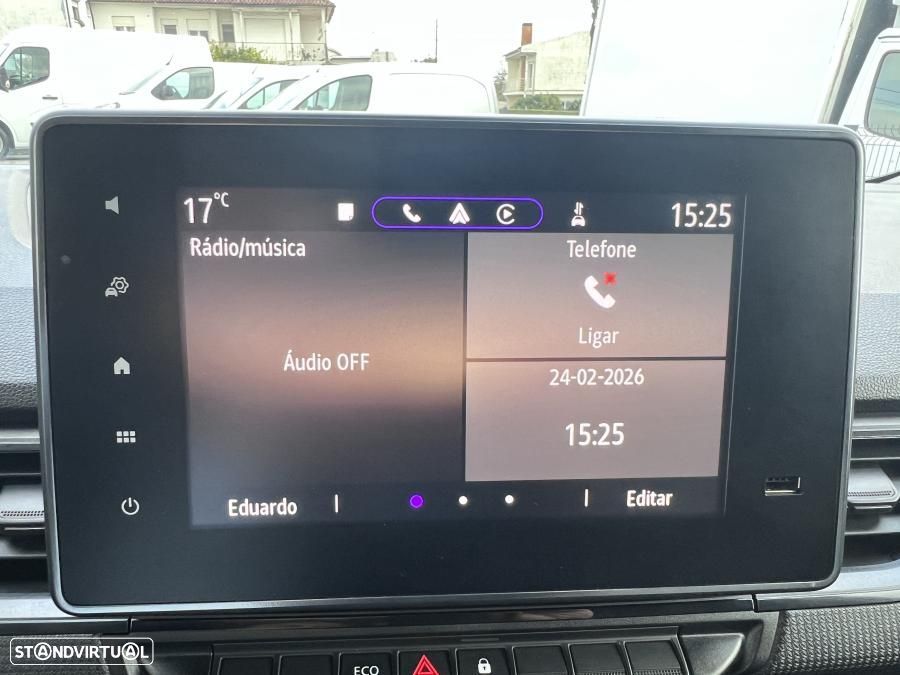 17°C
15:25
Rádio/música
Telefone
Áudio OFF
Ligar
24-02-2026
15:25
Eduardo
Editar
ECO
STANDVIRTUAL